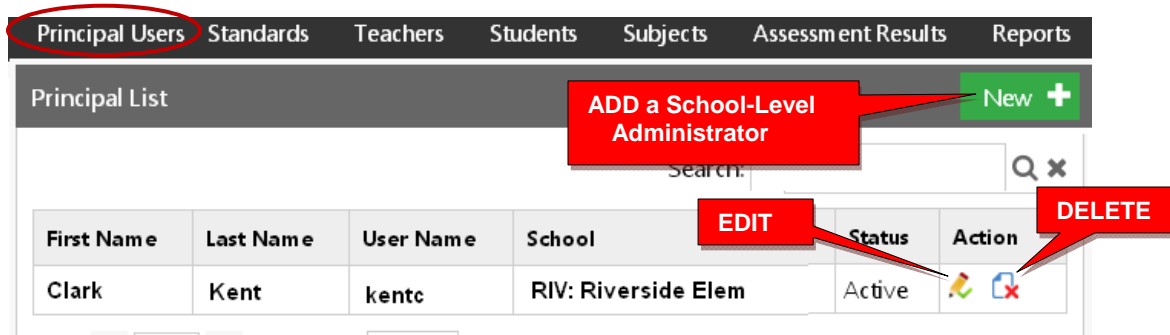 Principal Users Standards Teachers Students Subjects Assessment Results Reports
Principal List New
ADD a School-Level
Administrator
Search:
EDIT
DELETE
First Name Last Name User Name School Status Action
Clark Kent kentc RIV: Riverside Elem Active